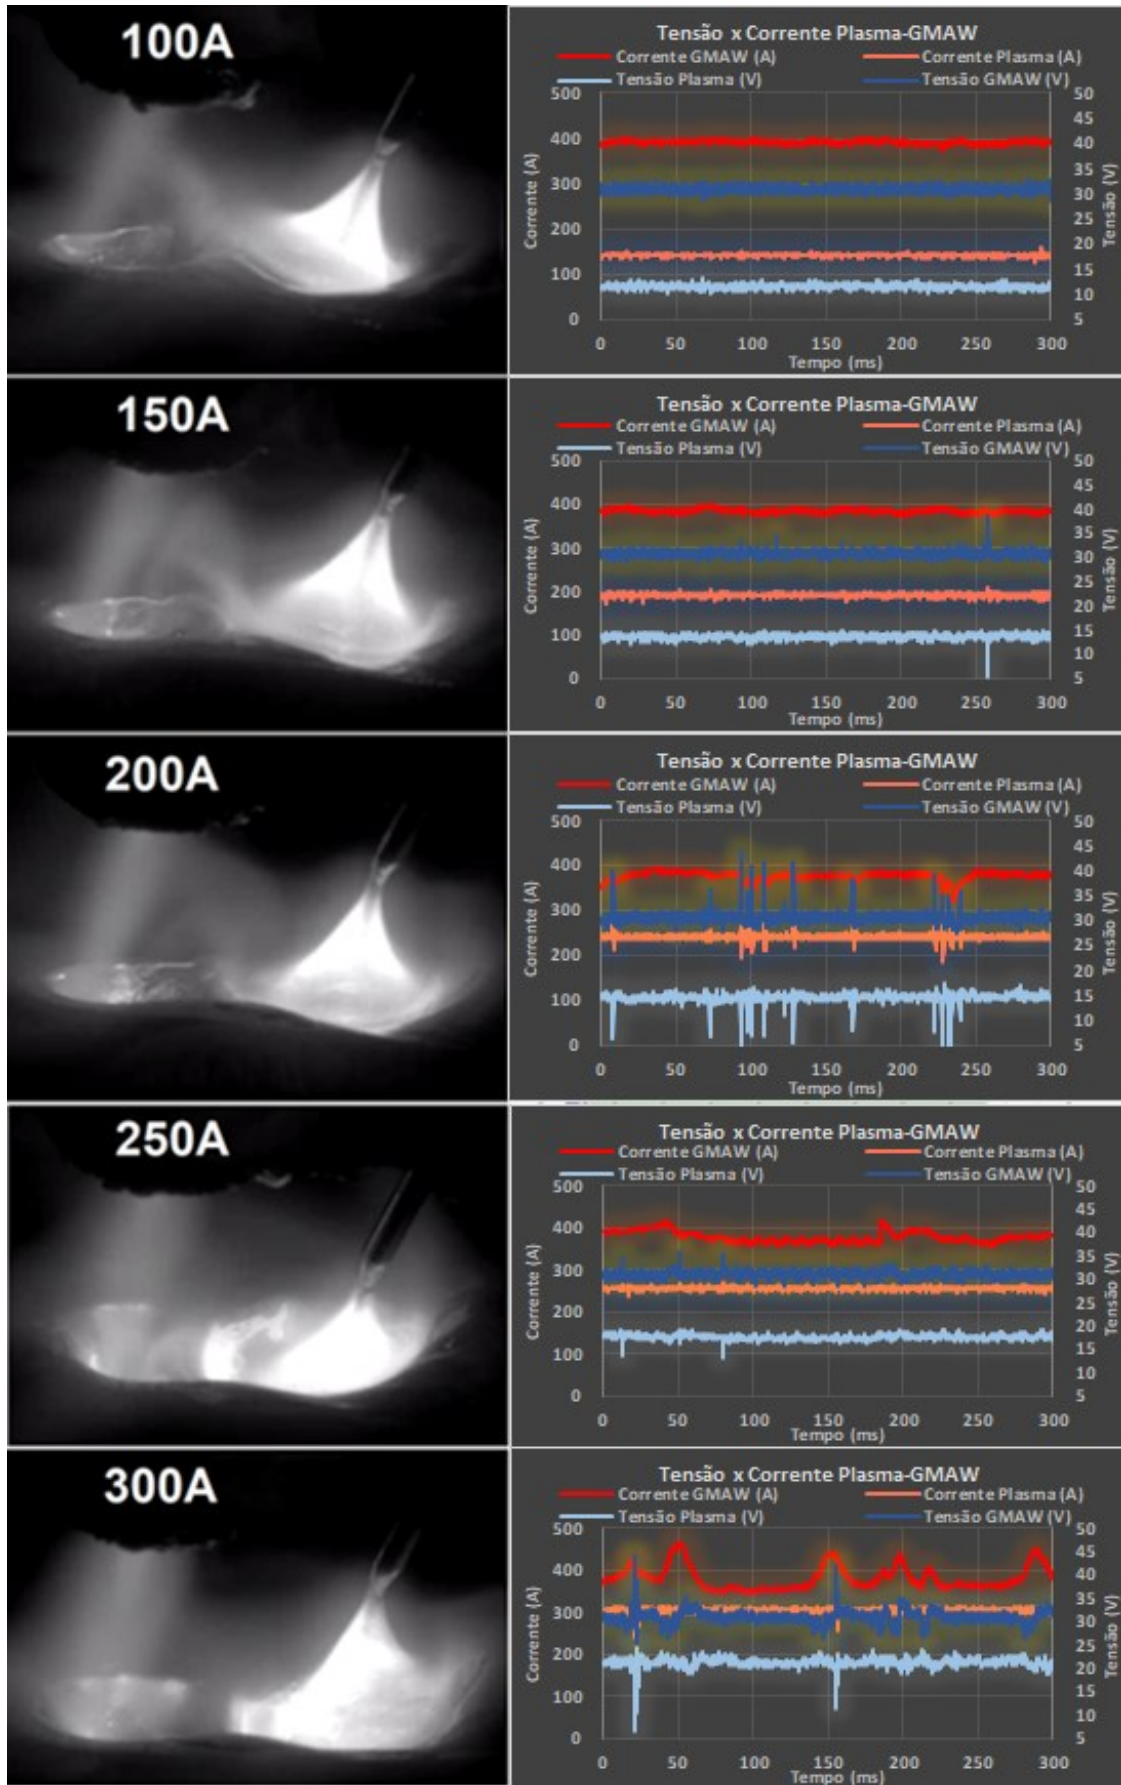 100A
Tensão x Corrente Plasma-GMAW
Corrente GMAW (A) Corrente Plasma (A)
Tensão Plasma (V) Tensão GMAW (V)
500 50
45
400 40
35
300 30
25
200 20
15
100 10
0 5
Corrente (A)
Tensão (V)
0 50 100 150 200 250 300
Tempo (ms)
150A
Tensão x Corrente Plasma-GMAW
Corrente GMAW (A) Corrente Plasma (A)
Tensão Plasma (V) Tensão GMAW (V)
500 50
45
400 40
35
300 30
25
200 20
15
100 10
0 5
Corrente (A)
Tensão (V)
0 50 100 150 200 250 300
Tempo (ms)
200A
Tensão x Corrente Plasma-GMAW
Corrente GMAW (A) Corrente Plasma (A)
Tensão Plasma (V) Tensão GMAW (V)
500 50
45
400 40
35
300 30
25
200 20
15
100 10
0 5
Corrente (A)
Tensão (V)
0 50 100 150 200 250 300
Tempo (ms)
250A
Tensão x Corrente Plasma-GMAW
Corrente GMAW (A) Corrente Plasma (A)
Tensão Plasma (V) Tensão GMAW (V)
500 50
45
400 40
35
300 30
25
200 20
15
100 10
0 5
Corrente (A)
Tensão (V)
0 50 100 150 200 250 300
Tempo (ms)
300A
Tensão x Corrente Plasma-GMAW
Corrente GMAW (A) Corrente Plasma (A)
Tensão Plasma (V) Tensão GMAW (V)
500 50
45
400 40
35
300 30
25
200 20
15
100 10
0 5
Corrente (A)
Tensão (V)
0 50 100 150 200 250 300
Tempo (ms)